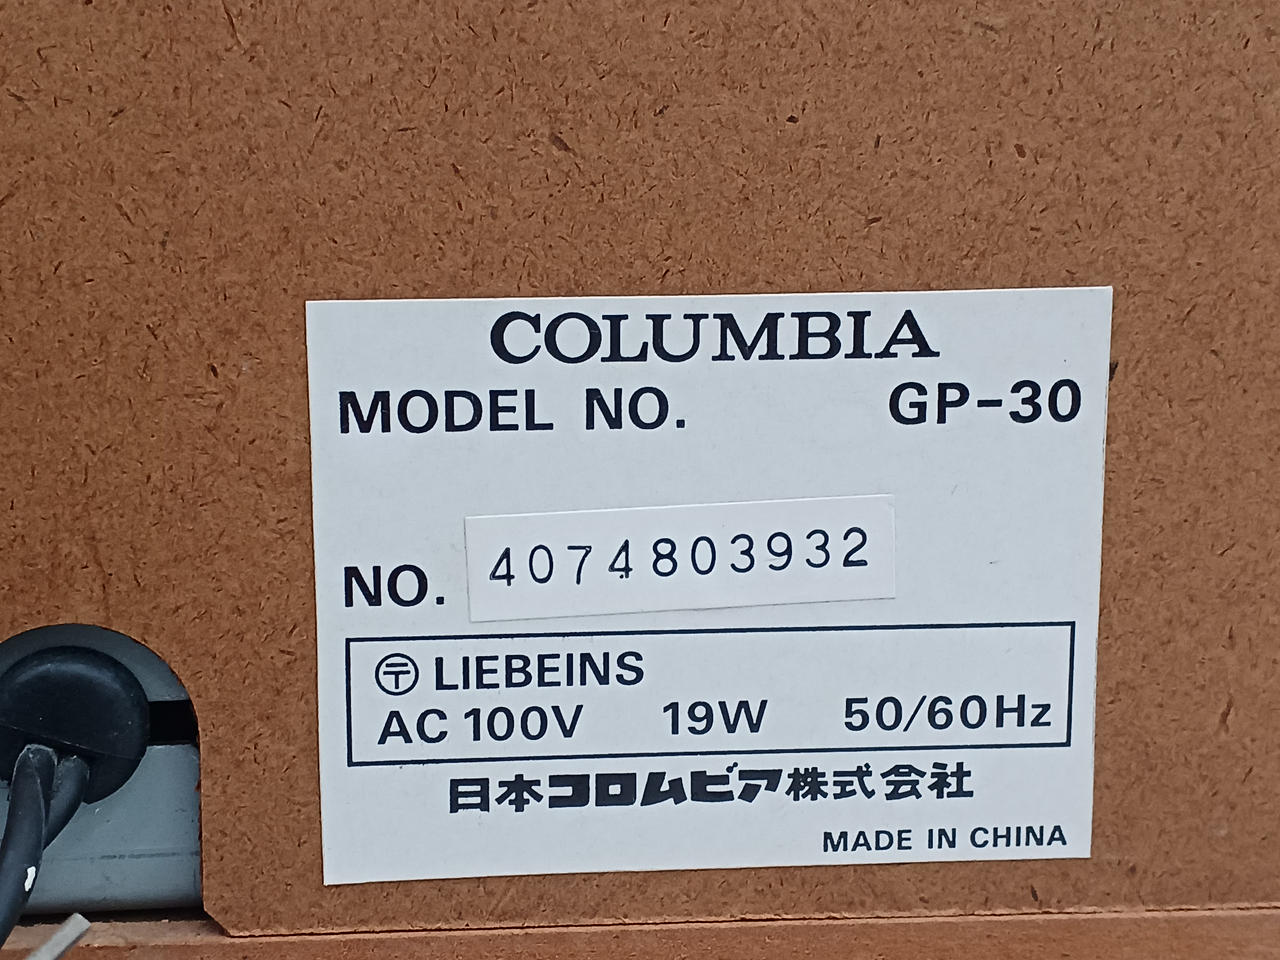 COLUMBIA
MODEL NO. GP-30
NO. 4074803932
〒 LIEBEINS
AC 100V 19W 50/60Hz
日本コロムビア株式会社
MADE IN CHINA